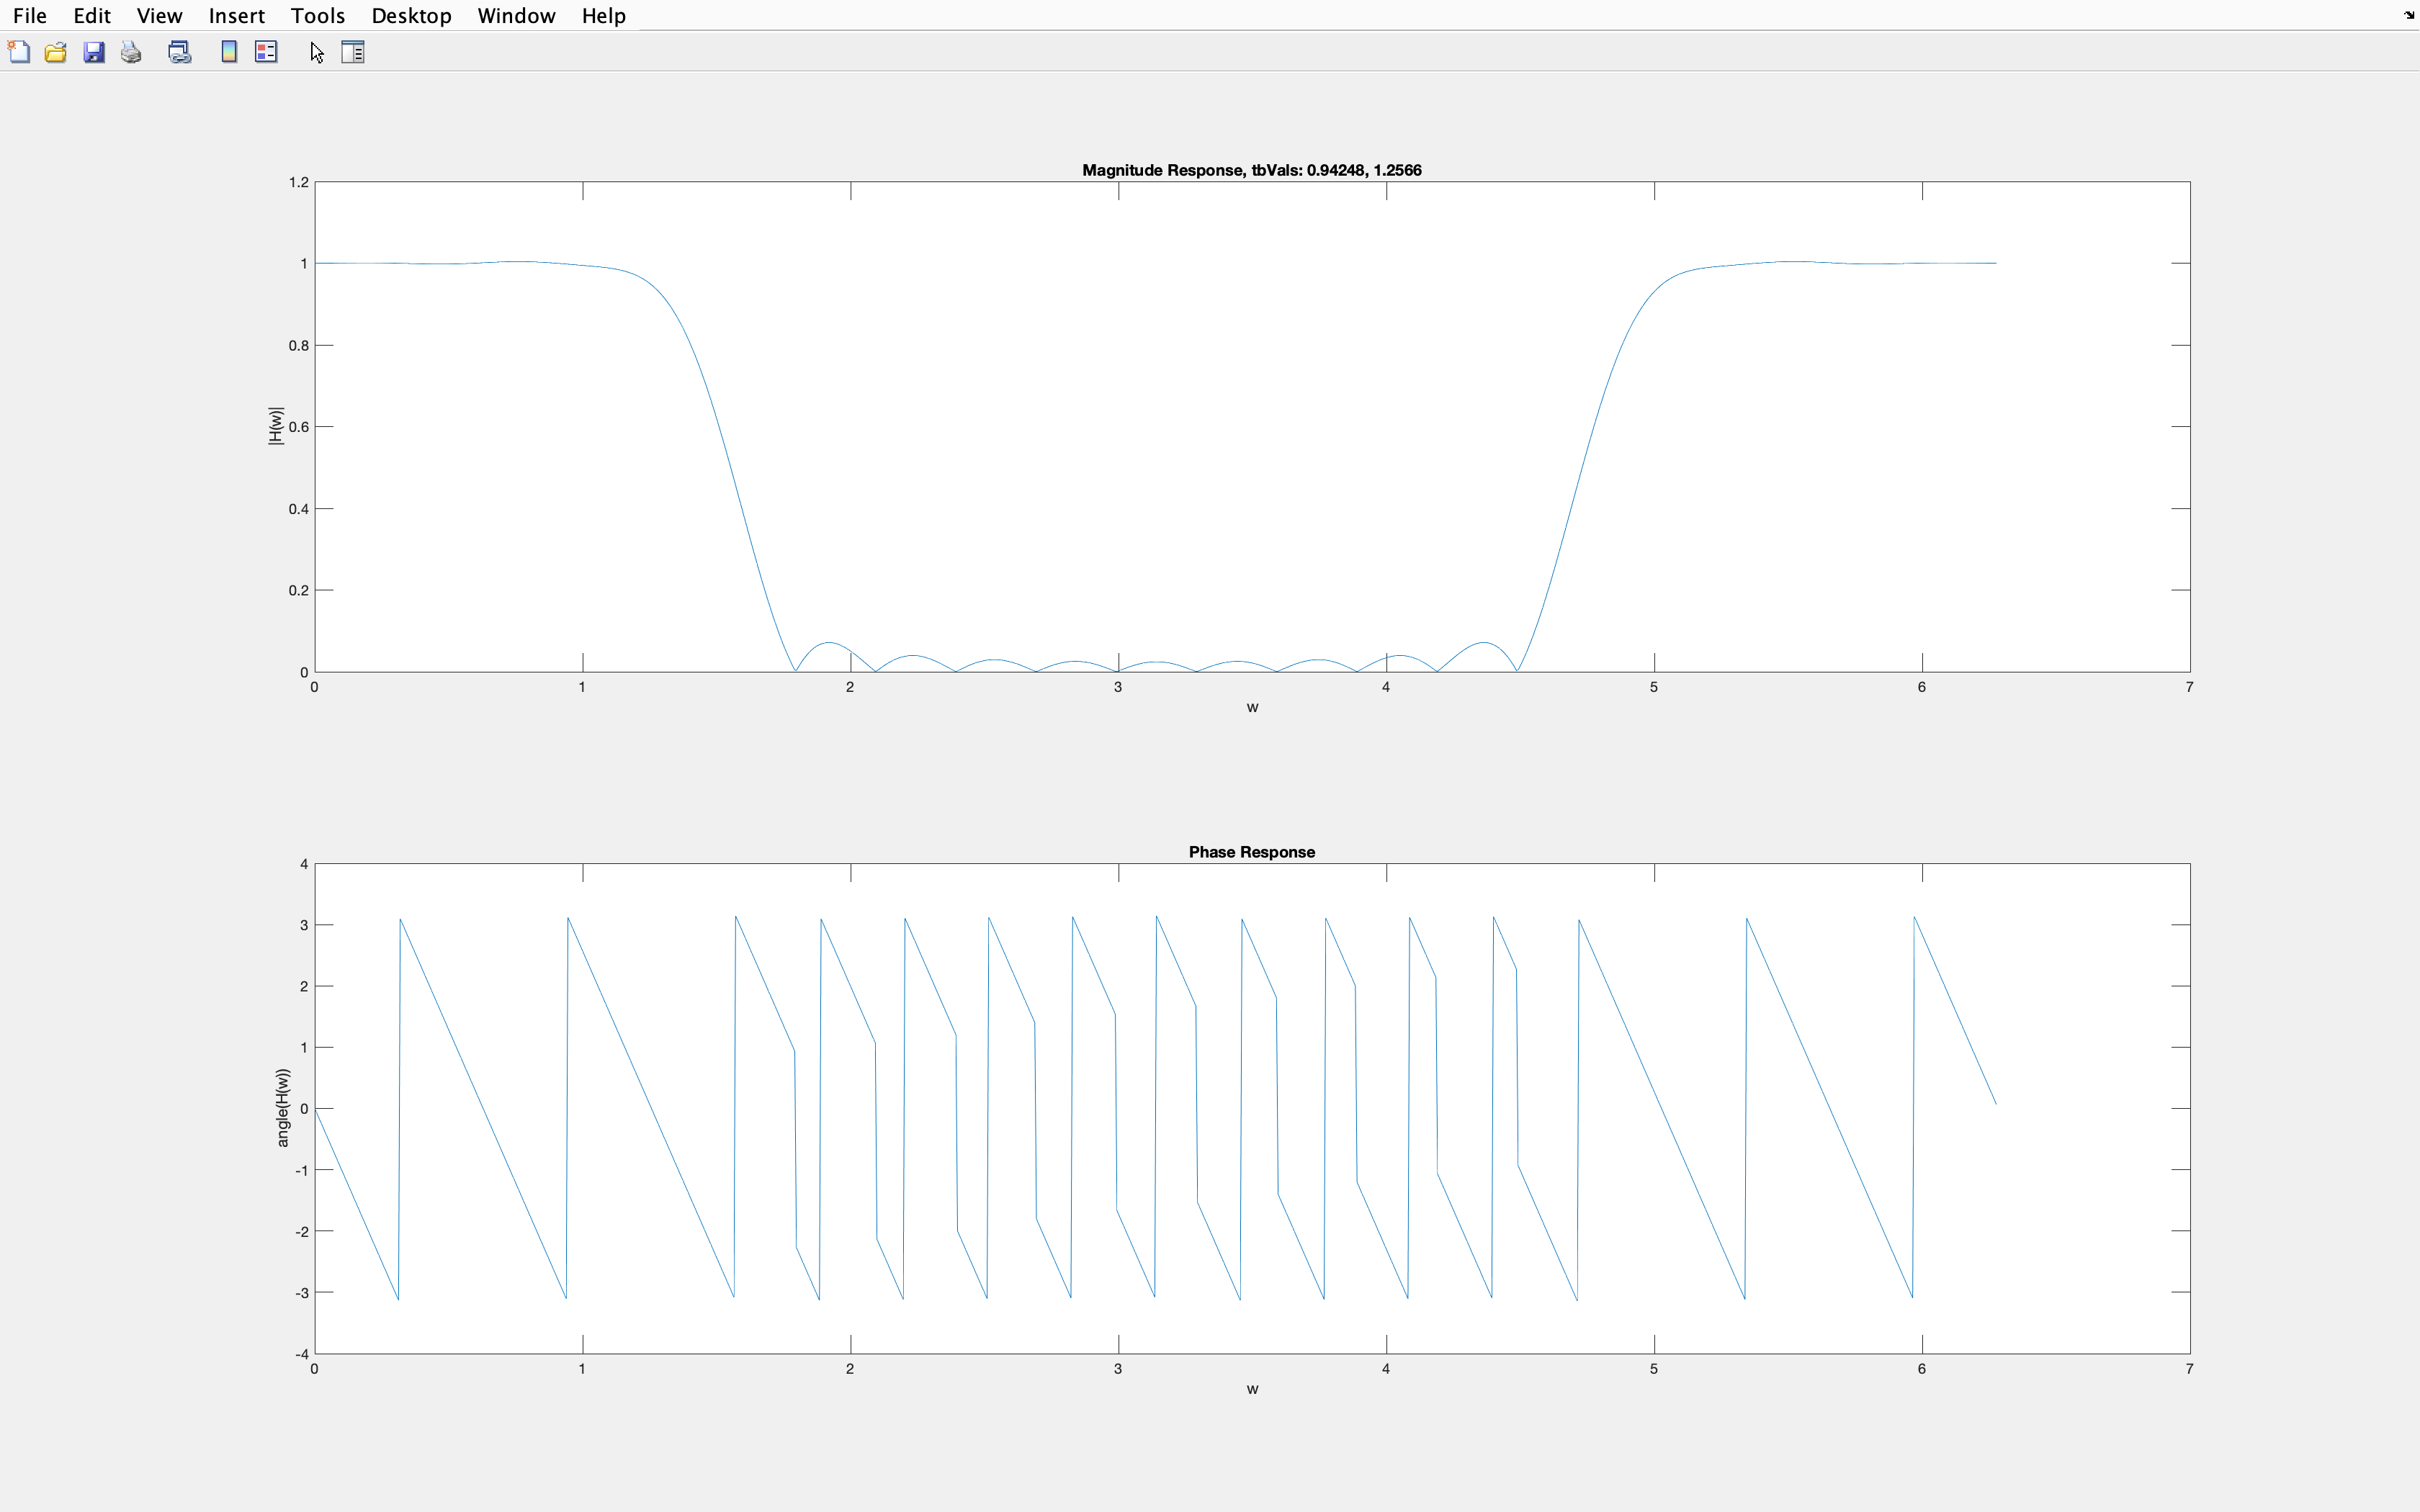 File Edit View Insert Tools Desktop Window Help
Magnitude Response, tbVals: 0.94248, 1.2566
1.2
1
0.8
0.6
0.4
0.2
0
|H(w)|
0 1 2 3 4 5 6 7
w
Phase Response
4
3
2
1
0
-1
-2
-3
-4
angle(H(w))
0 1 2 3 4 5 6 7
w